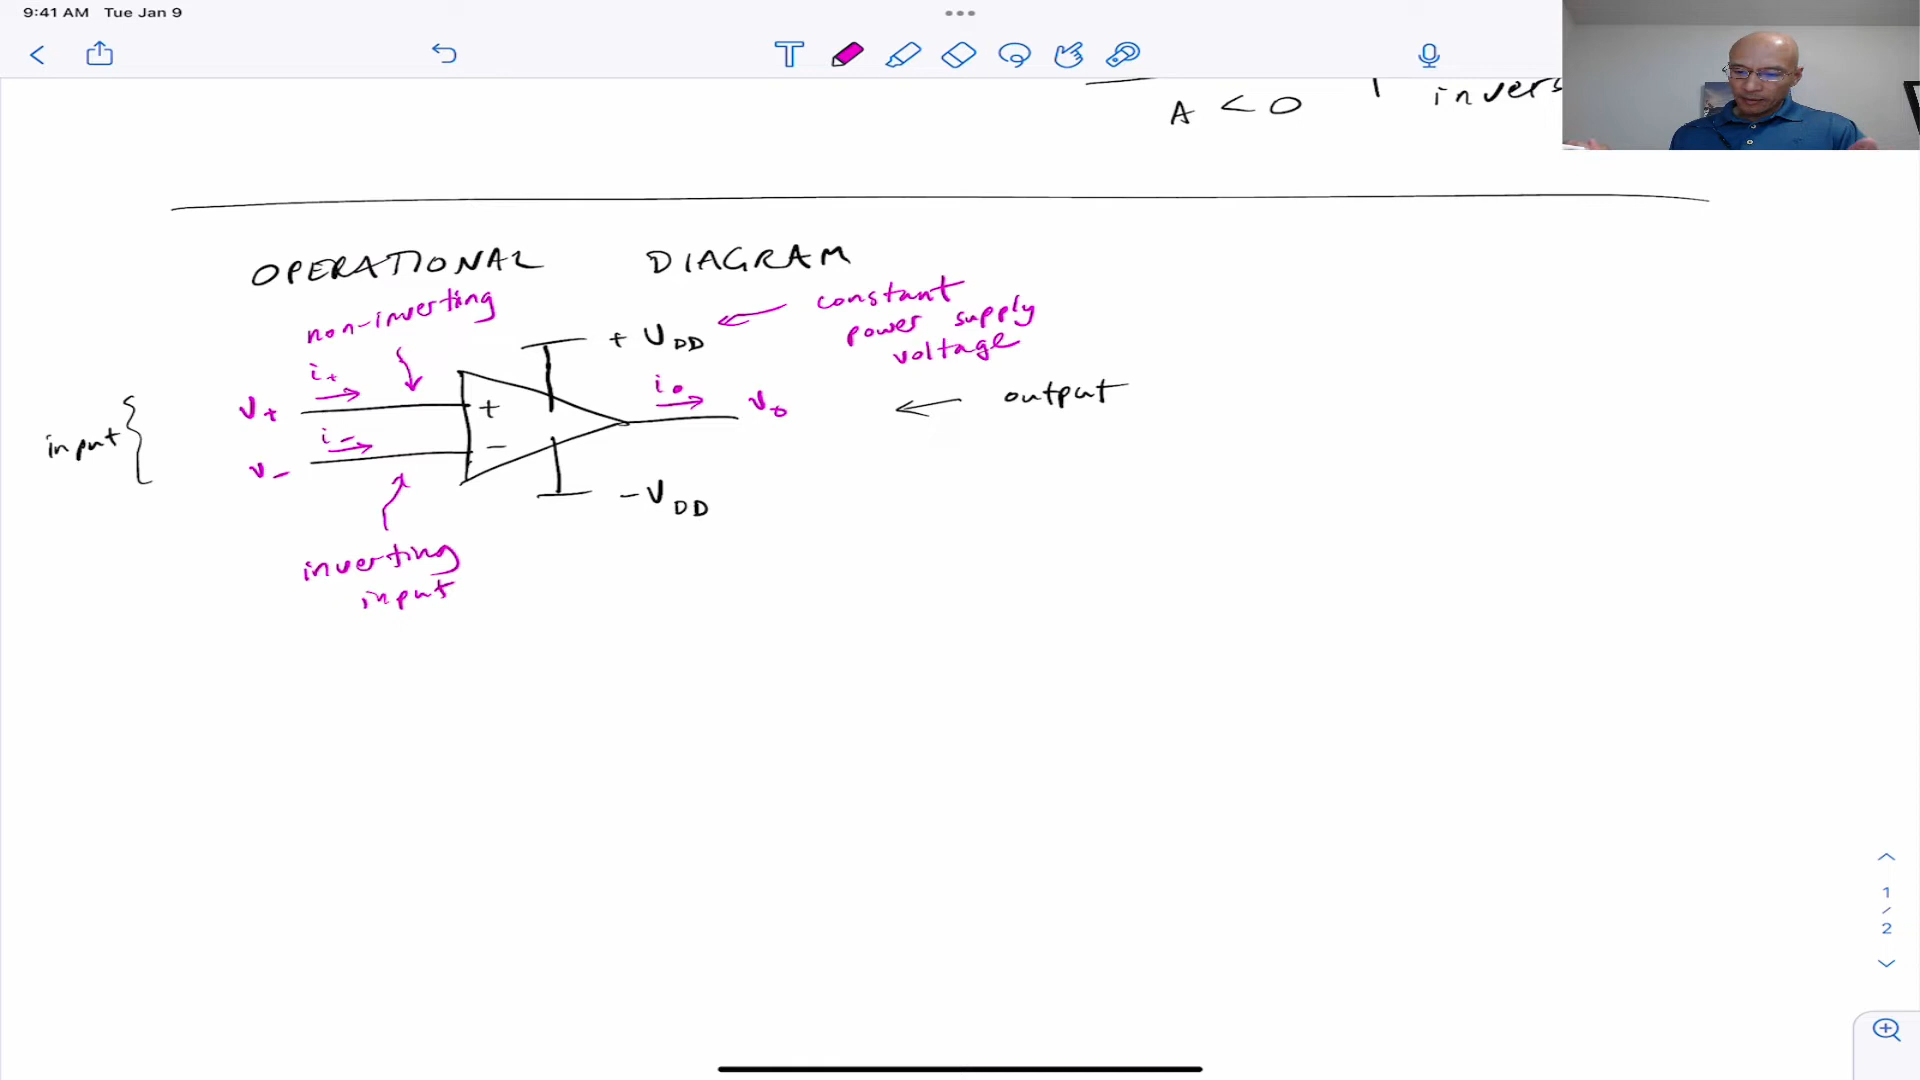 9:41 AM Tue Jan 9
A < 0 invers
OPERATIONAL DIAGRAM
non-inverting
constant
power supply
voltage
+ VDD
i+
v+
+
io
vo
output
input
i-
v-
-
-VDD
inverting
input
1
/
2